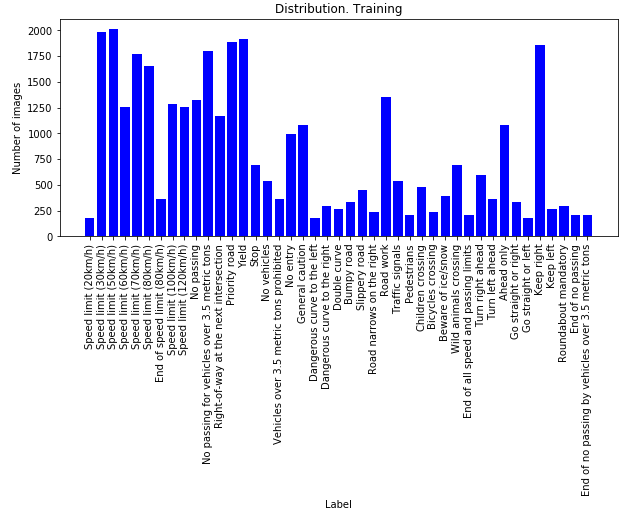 Distribution. Training
Number of images
2000
1750
1500
1250
1000
750
500
250
0
Speed limit (20km/h)
Speed limit (30km/h)
Speed limit (50km/h)
Speed limit (60km/h)
Speed limit (70km/h)
Speed limit (80km/h)
End of speed limit (80km/h)
Speed limit (100km/h)
Speed limit (120km/h)
No passing
No passing for vehicles over 3.5 metric tons
Right-of-way at the next intersection
Priority road
Yield
Stop
No vehicles
Vehicles over 3.5 metric tons prohibited
No entry
General caution
Dangerous curve to the left
Dangerous curve to the right
Double curve
Bumpy road
Slippery road
Road narrows on the right
Road work
Traffic signals
Pedestrians
Children crossing
Bicycles crossing
Beware of ice/snow
Wild animals crossing
End of all speed and passing limits
Turn right ahead
Turn left ahead
Ahead only
Go straight or right
Go straight or left
Keep right
Keep left
Roundabout mandatory
End of no passing
End of no passing by vehicles over 3.5 metric tons
Label